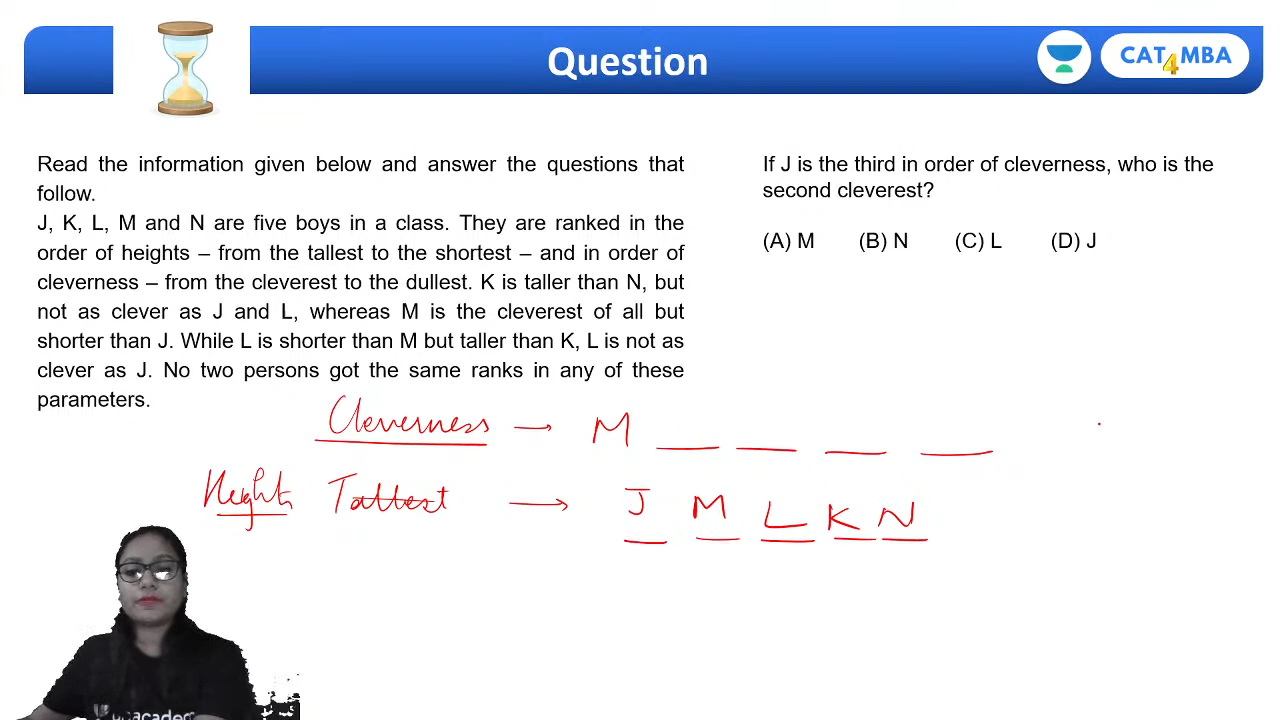 Question
CAT4MBA
Read the information given below and answer the questions that
follow.
J, K, L, M and N are five boys in a class. They are ranked in the
order of heights – from the tallest to the shortest – and in order of
cleverness – from the cleverest to the dullest. K is taller than N, but
not as clever as J and L, whereas M is the cleverest of all but
shorter than J. While L is shorter than M but taller than K, L is not as
clever as J. No two persons got the same ranks in any of these
parameters.
If J is the third in order of cleverness, who is the
second cleverest?
(A) M (B) N (C) L (D) J
Cleverness → M
Height Tallest → J M L K N
unacadem